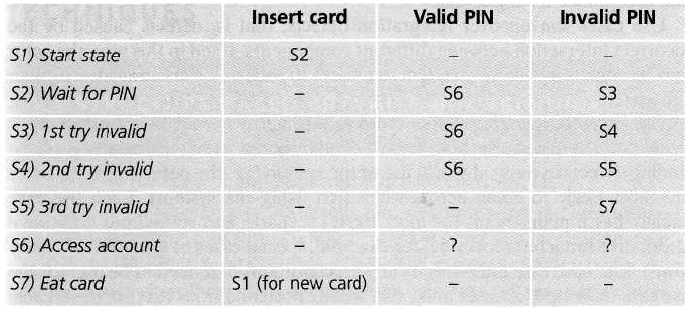 Insert card Valid PIN Invalid PIN
S1) Start state S2 – –
S2) Wait for PIN – S6 S3
S3) 1st try invalid – S6 S4
S4) 2nd try invalid – S6 S5
S5) 3rd try invalid – – S7
S6) Access account – ? ?
S7) Eat card S1 (for new card) – –